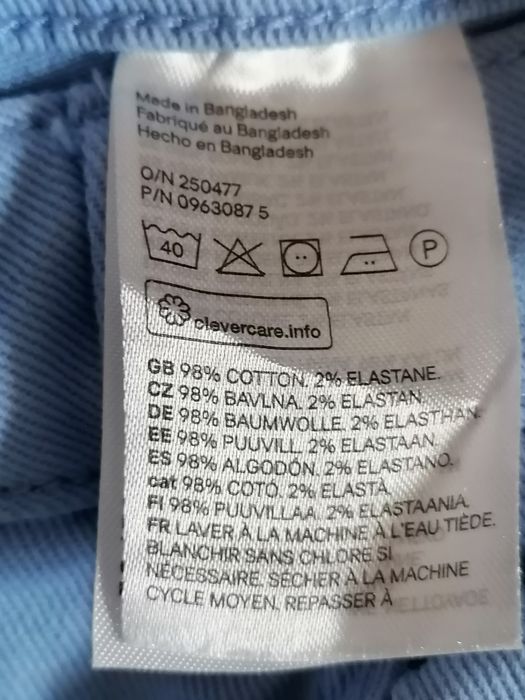 Made in Bangladesh
Fabriqué au Bangladesh
Hecho en Bangladesh
O/N 250477
P/N 0963087 5
40 P
clevercare.info
GB 98% COTTON. 2% ELASTANE.
CZ 98% BAVLNA. 2% ELASTAN
DE 98% BAUMWOLLE. 2% ELASTHAN.
EE 98% PUUVILL. 2% ELASTAAN.
ES 98% ALGODÓN. 2% ELASTANO.
cat 98% COTÓ. 2% ELASTÀ
FI 98% PUUVILLAA. 2% ELASTAANIA.
FR LAVER À LA MACHINE À L'EAU TIÈDE.
BLANCHIR SANS CHLORE SI
NÉCESSAIRE. SÉCHER À LA MACHINE
CYCLE MOYEN. REPASSER À